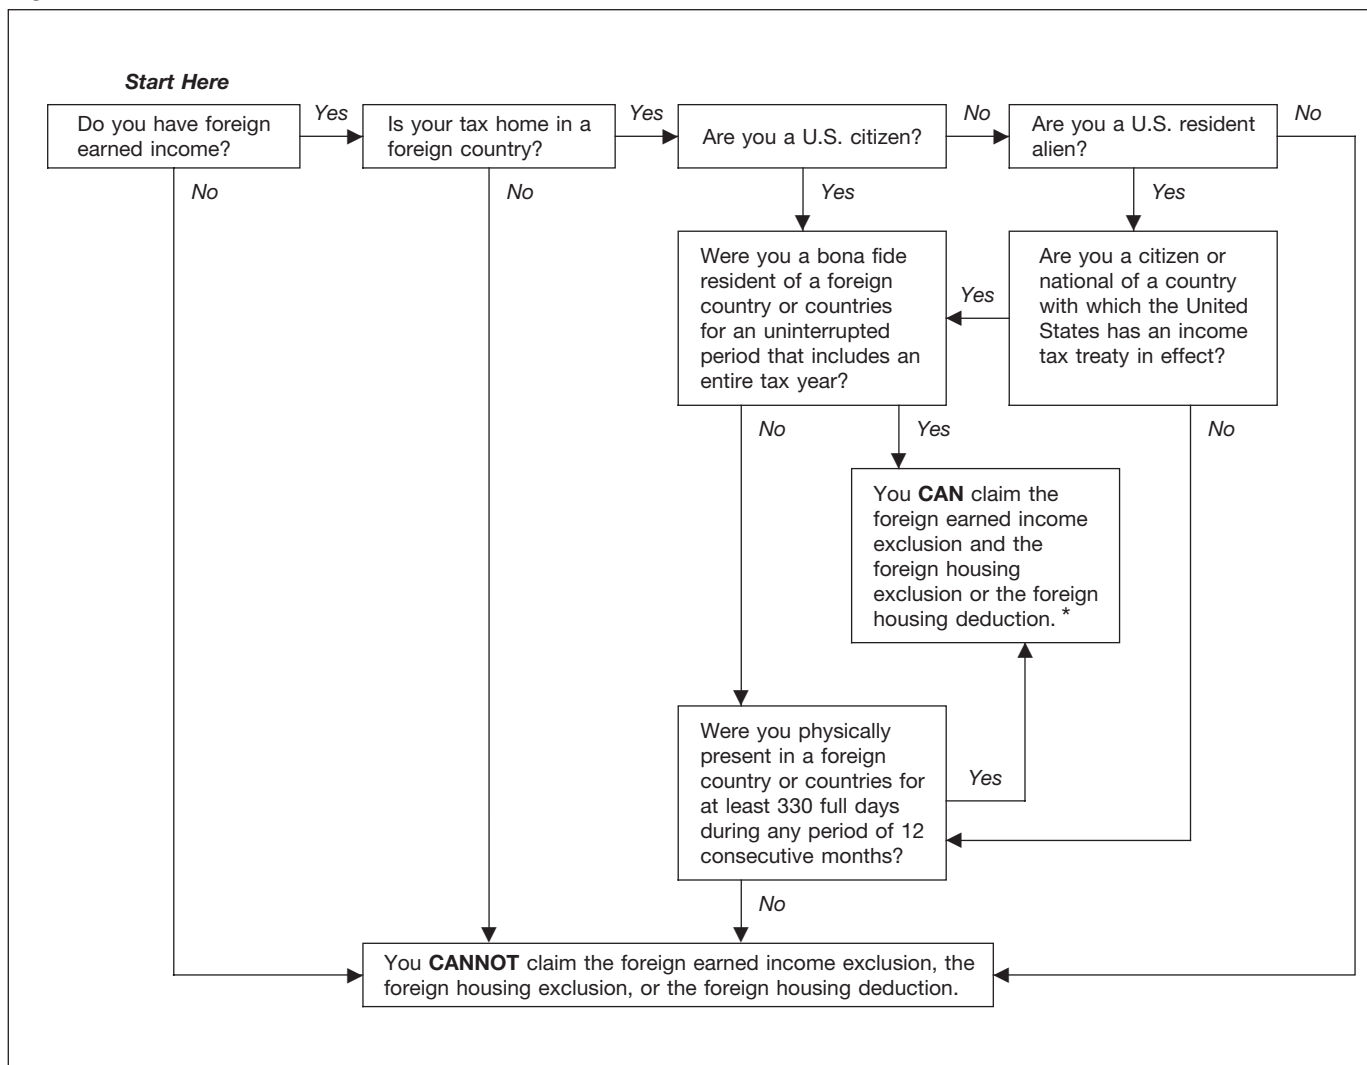 Start Here
Do you have foreign
earned income?
Yes
Is your tax home in a
foreign country?
Yes
Are you a U.S. citizen?
No
Are you a U.S. resident
alien?
No
No
No
Yes
Yes
Were you a bona fide
resident of a foreign
country or countries
for an uninterrupted
period that includes an
entire tax year?
Yes
Are you a citizen or
national of a country
with which the United
States has an income
tax treaty in effect?
No
Yes
No
You CAN claim the
foreign earned income
exclusion and the
foreign housing
exclusion or the foreign
housing deduction. *
Were you physically
present in a foreign
country or countries for
at least 330 full days
during any period of 12
consecutive months?
Yes
No
You CANNOT claim the foreign earned income exclusion, the
foreign housing exclusion, or the foreign housing deduction.